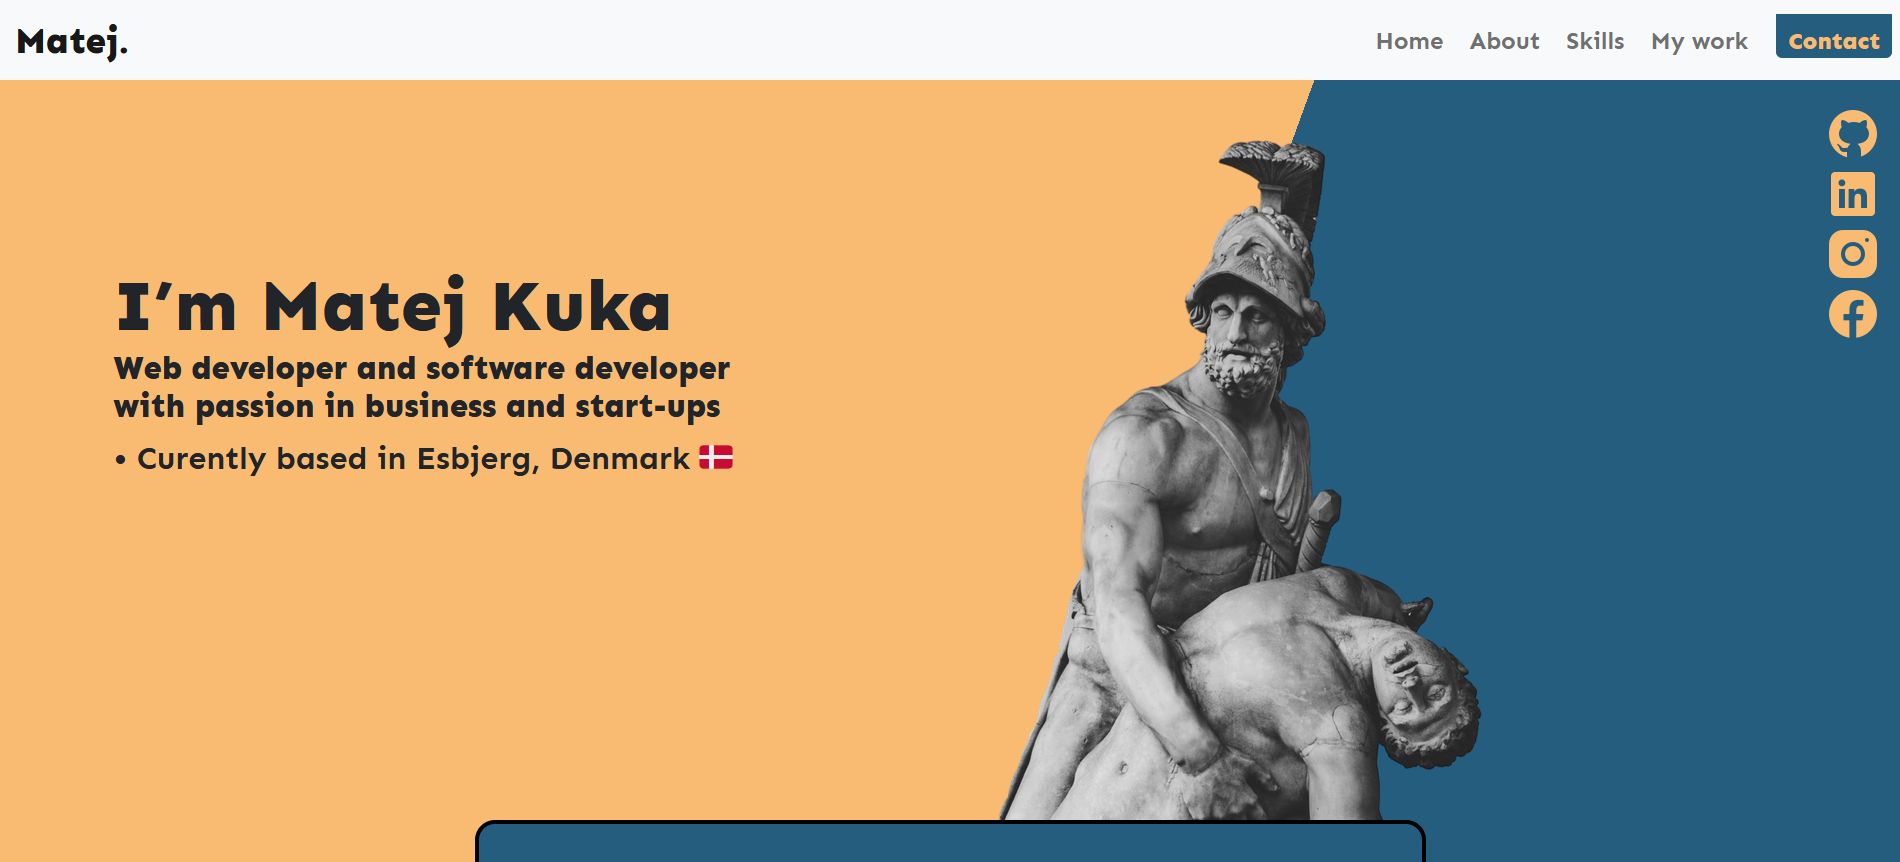 Matej.
Home About Skills My work Contact
I’m Matej Kuka
Web developer and software developer
with passion in business and start-ups
• Curently based in Esbjerg, Denmark 🇩🇰
in